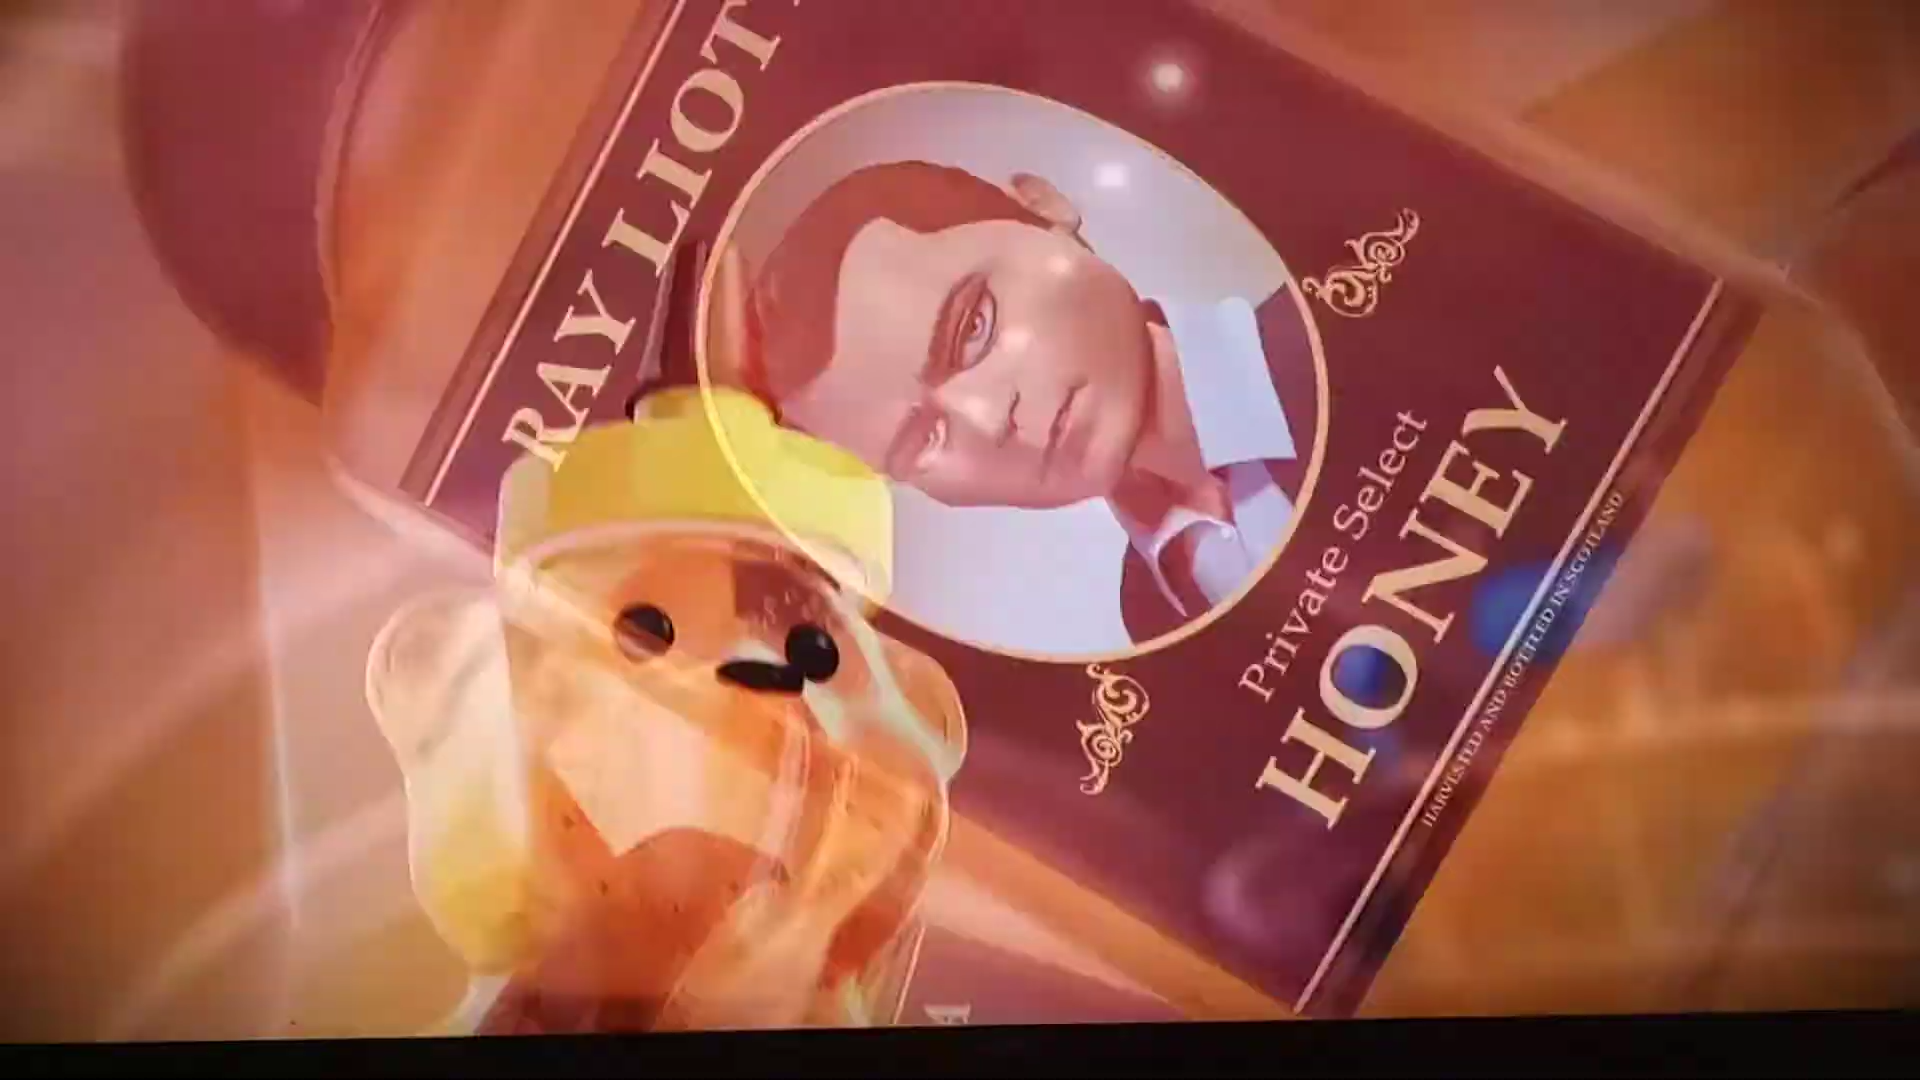 RAY LIOT
Private Select
HONEY
HARVESTED AND BOTTLED IN SCOTLAND